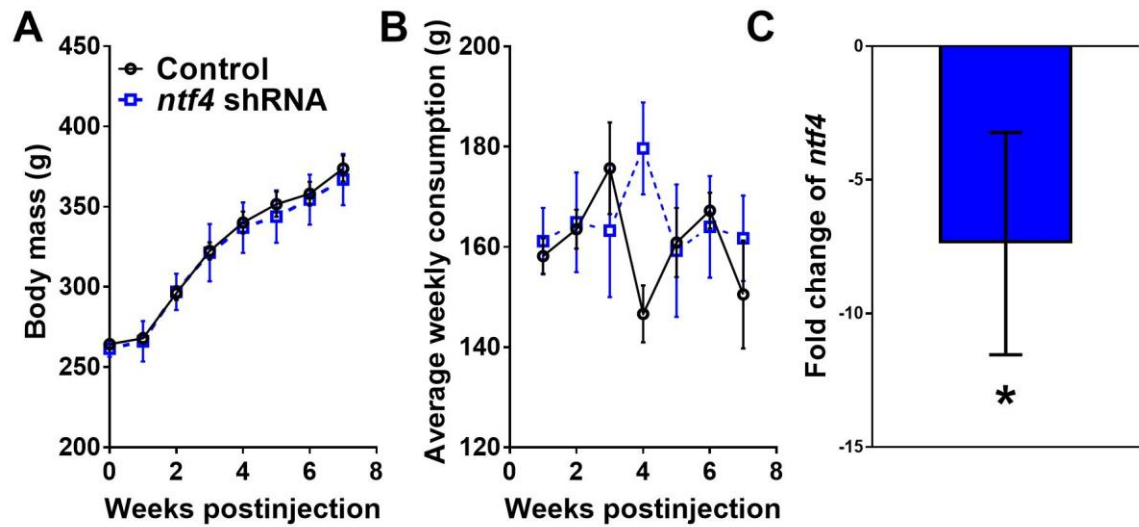 A
Body mass (g)
450
400
350
300
250
200
0
2
4
6
8
Weeks postinjection
Control
ntf4 shRNA
B
Average weekly consumption (g)
200
180
160
140
120
0
2
4
6
8
Weeks postinjection
C
Fold change of ntf4
0
-5
-10
-15
*